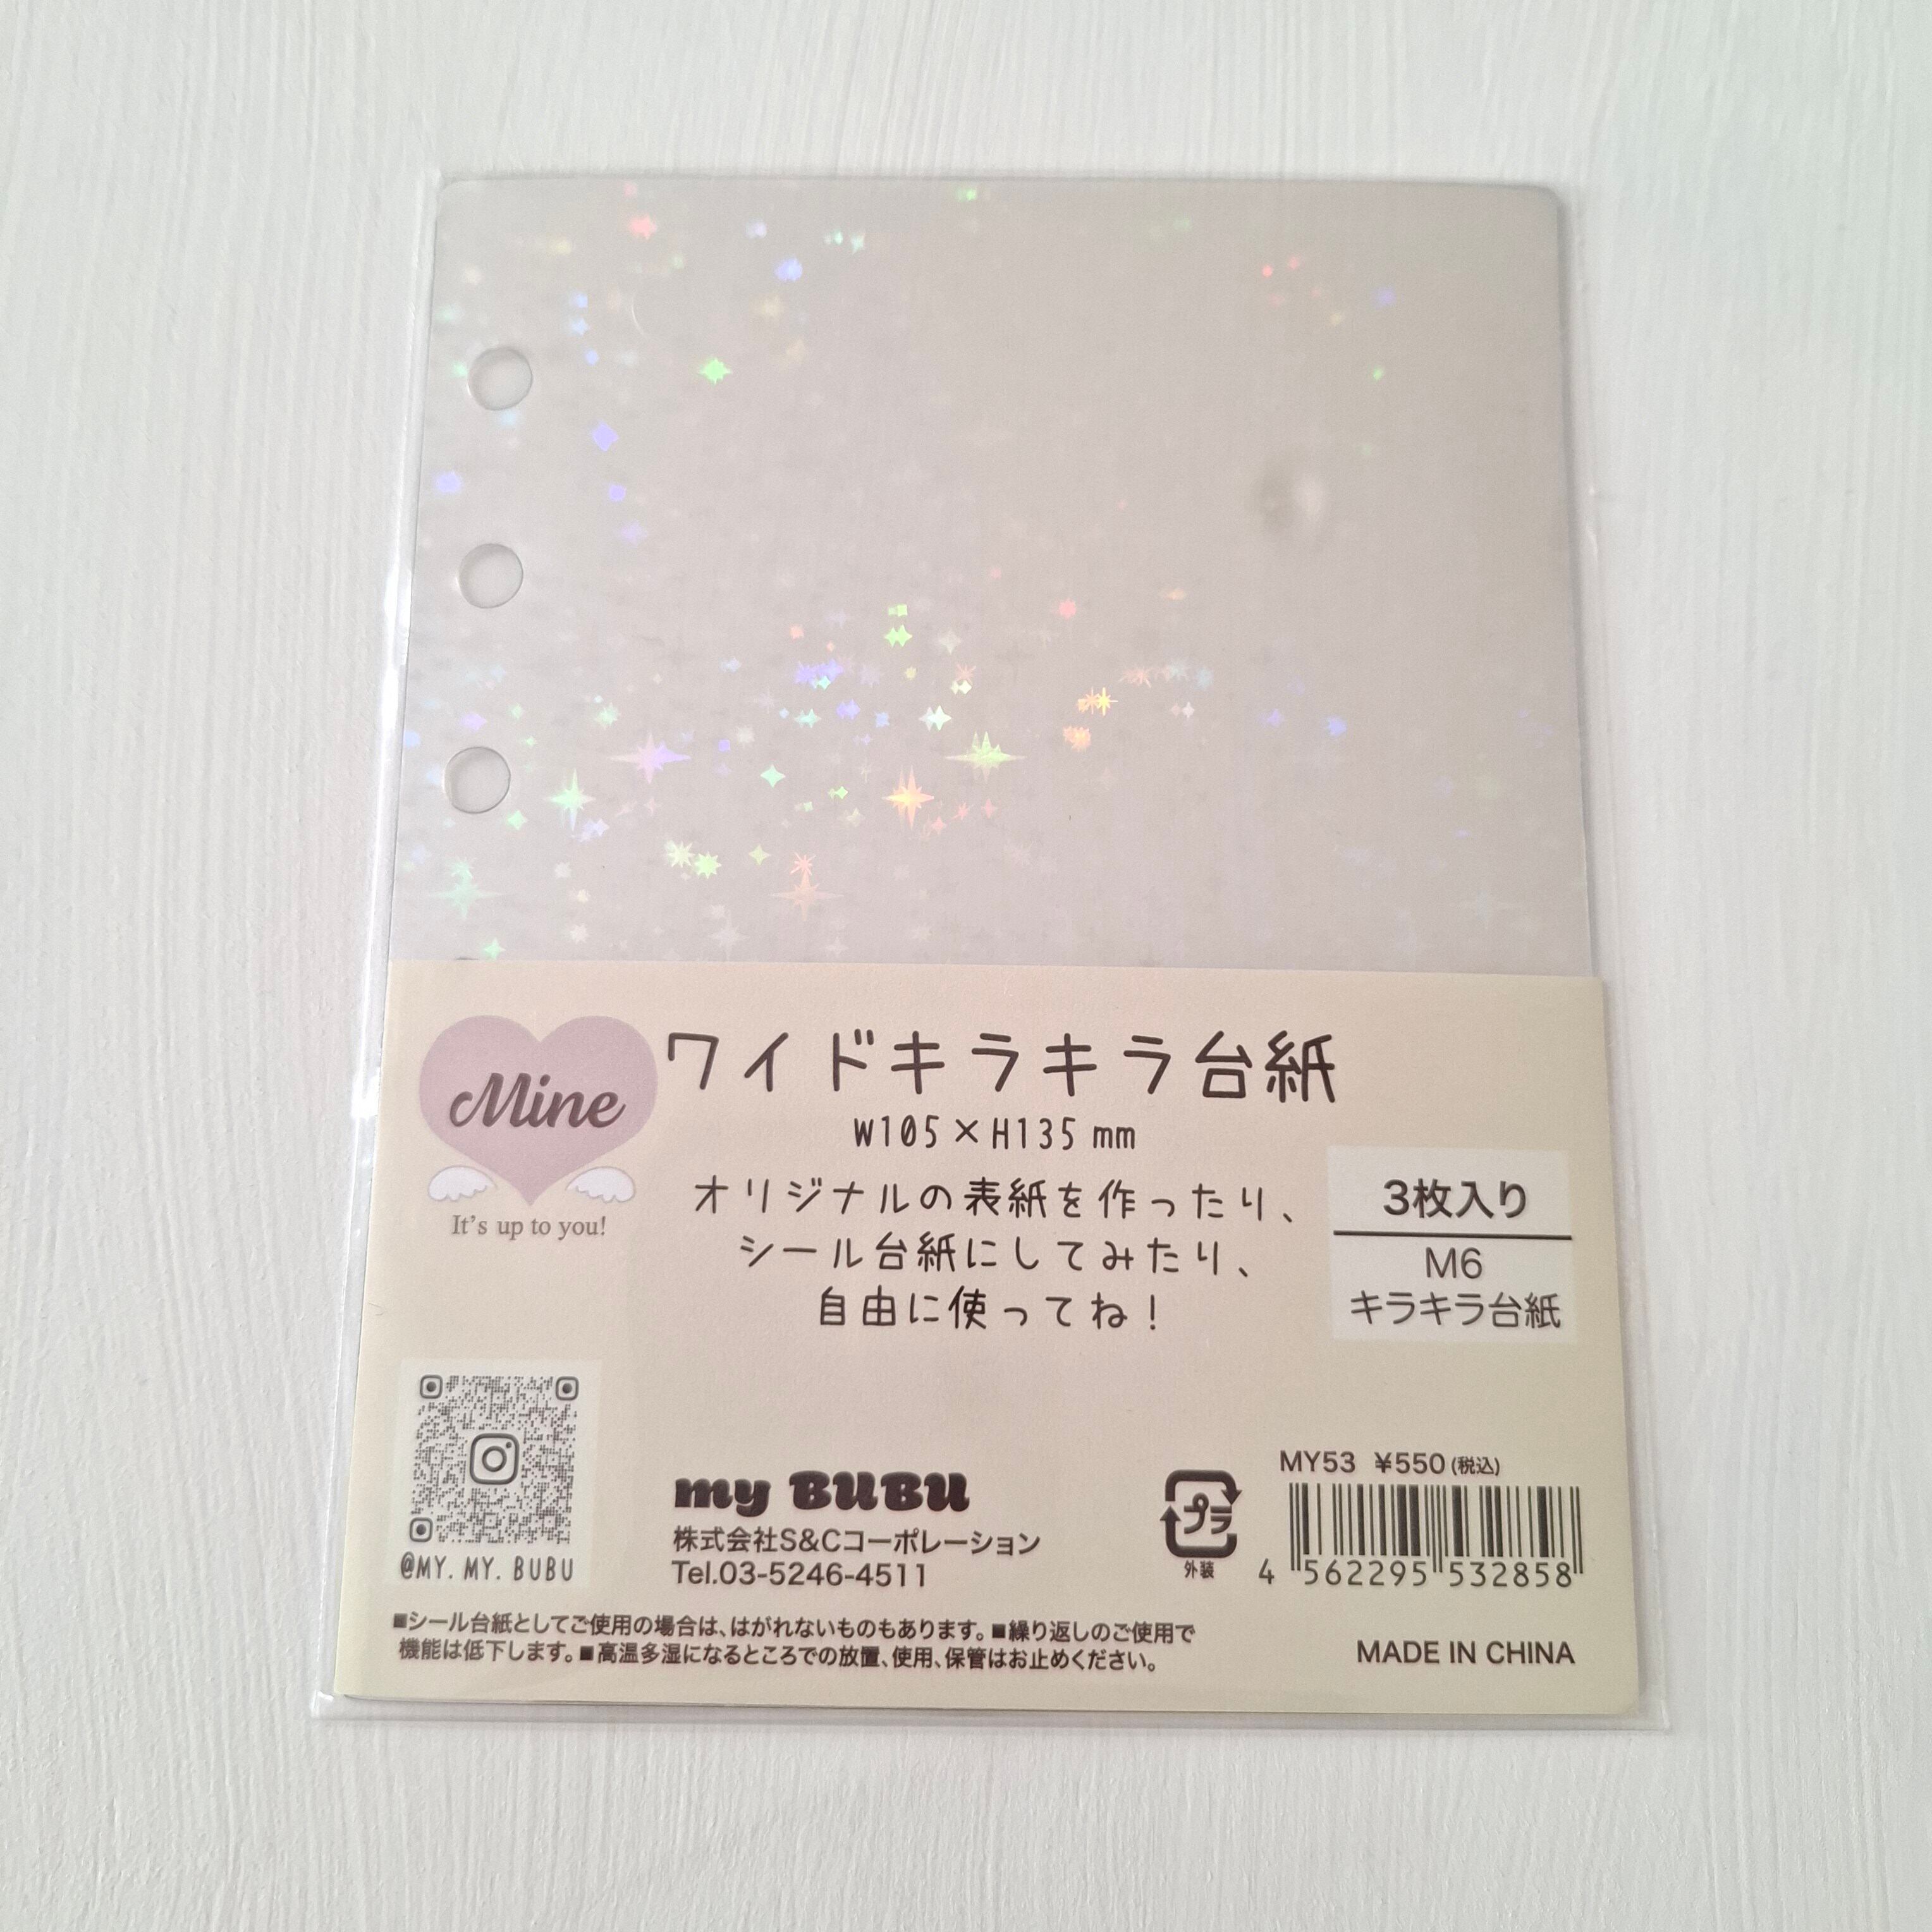 Mine
It's up to you!
ワイドキラキラ台紙
W105×H135 mm
オリジナルの表紙を作ったり、
シール台紙にしてみたり、
自由に使ってね！
3枚入り
M6
キラキラ台紙
@MY. MY. BUBU
my BUBU
株式会社S&Cコーポレーション
Tel.03-5246-4511
プラ
外装
MY53 ¥550(税込)
4 562295 532858
■シール台紙としてご使用の場合は、はがれないものもあります。■繰り返しのご使用で
機能は低下します。■高温多湿になるところでの放置、使用、保管はお止めください。
MADE IN CHINA